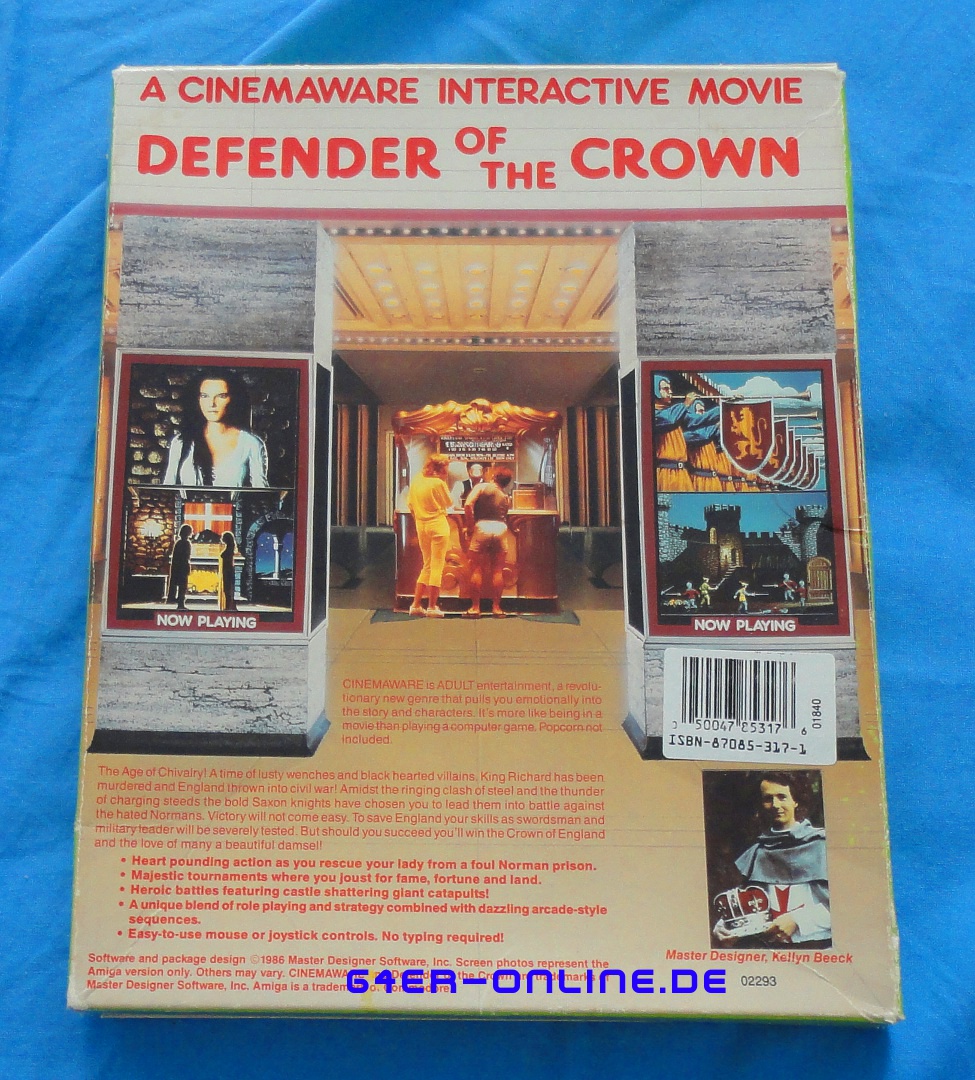 A CINEMAWARE INTERACTIVE MOVIE
DEFENDER OF THE CROWN
NOW PLAYING
NOW PLAYING
CINEMAWARE is ADULT entertainment, a revolu-
tionary new genre that pulls you emotionally into
the story and characters. It's more like being in a
movie than playing a computer game. Popcorn not
included.
01840
50047 85317 6
ISBN-87085-317-1
The Age of Chivalry! A time of lusty wenches and black hearted villains, King Richard has been
murdered and England thrown into civil war! Amidst the ringing clash of steel and the thunder
of charging steeds the bold Saxon knights have chosen you to lead them into battle against
the hated Normans. Victory will not come easy. To save England your skills as swordsman and
military leader will be severely tested. But should you succeed you'll win the Crown of England
and the love of many a beautiful damsel!
• Heart pounding action as you rescue your lady from a foul Norman prison.
• Majestic tournaments where you joust for fame, fortune and land.
• Heroic battles featuring castle shattering giant catapults!
• A unique blend of role playing and strategy combined with dazzling arcade-style
sequences.
• Easy-to-use mouse or joystick controls. No typing required!
Master Designer, Kellyn Beeck
Software and package design ©1986 Master Designer Software, Inc. Screen photographs represent the
Amiga version only. Others may vary. CINEMAWARE Defender the Crown are trademarks
Master Designer Software, Inc. Amiga is a trademark Commodore
02293
64ER-ONLINE.DE